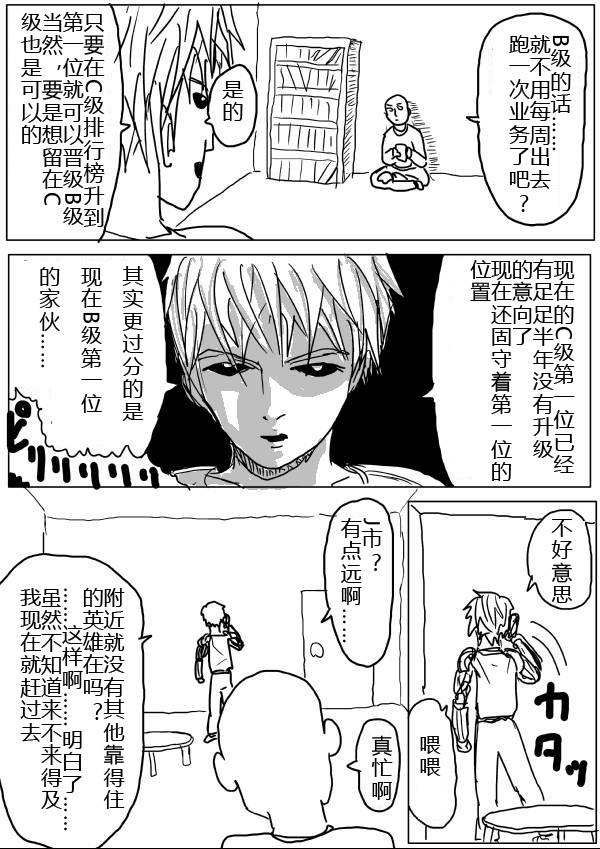 B级的话……
就不用每周出去
跑一次业务了吧？
是的
只要在C级排行榜升到
第一位就可以晋级B级
当然，要是想留在C
级也是可以的
现在的C级第一位已经
有足足半年没有升级
的意向了
现在还固守着第一位的
位置
其实更过分的是
现在B级第一位
的家伙……
ピリリリリリ
不好意思
カタッ
喂喂
J市？
有点远啊……
附近就没有其他靠得住
的英雄在吗？
……这样啊……明白了……
虽然不知道来不来得及
我现在就赶过去
真忙啊